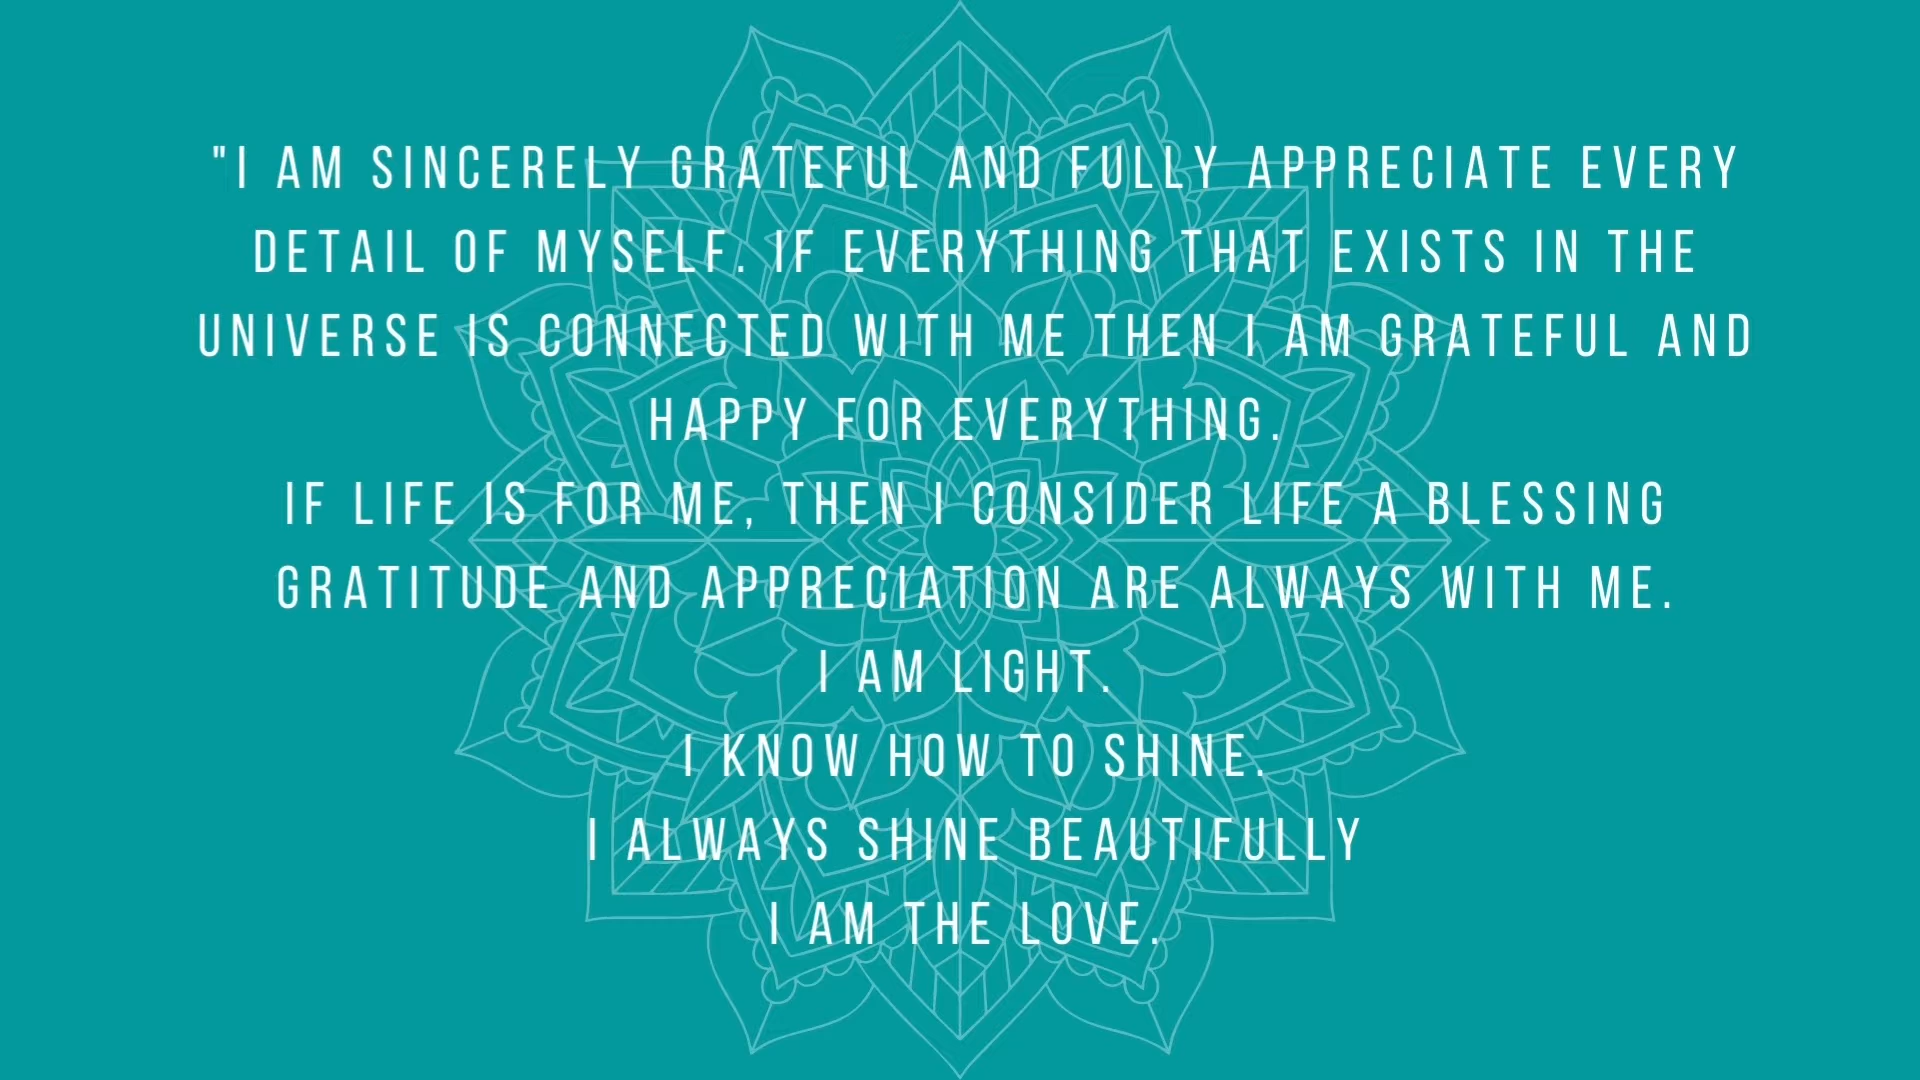 "I AM SINCERELY GRATEFUL AND FULLY APPRECIATE EVERY
DETAIL OF MYSELF. IF EVERYTHING THAT EXISTS IN THE
UNIVERSE IS CONNECTED WITH ME THEN I AM GRATEFUL AND
HAPPY FOR EVERYTHING.
IF LIFE IS FOR ME, THEN I CONSIDER LIFE A BLESSING
GRATITUDE AND APPRECIATION ARE ALWAYS WITH ME.
I AM LIGHT.
I KNOW HOW TO SHINE.
I ALWAYS SHINE BEAUTIFULLY
I AM THE LOVE.